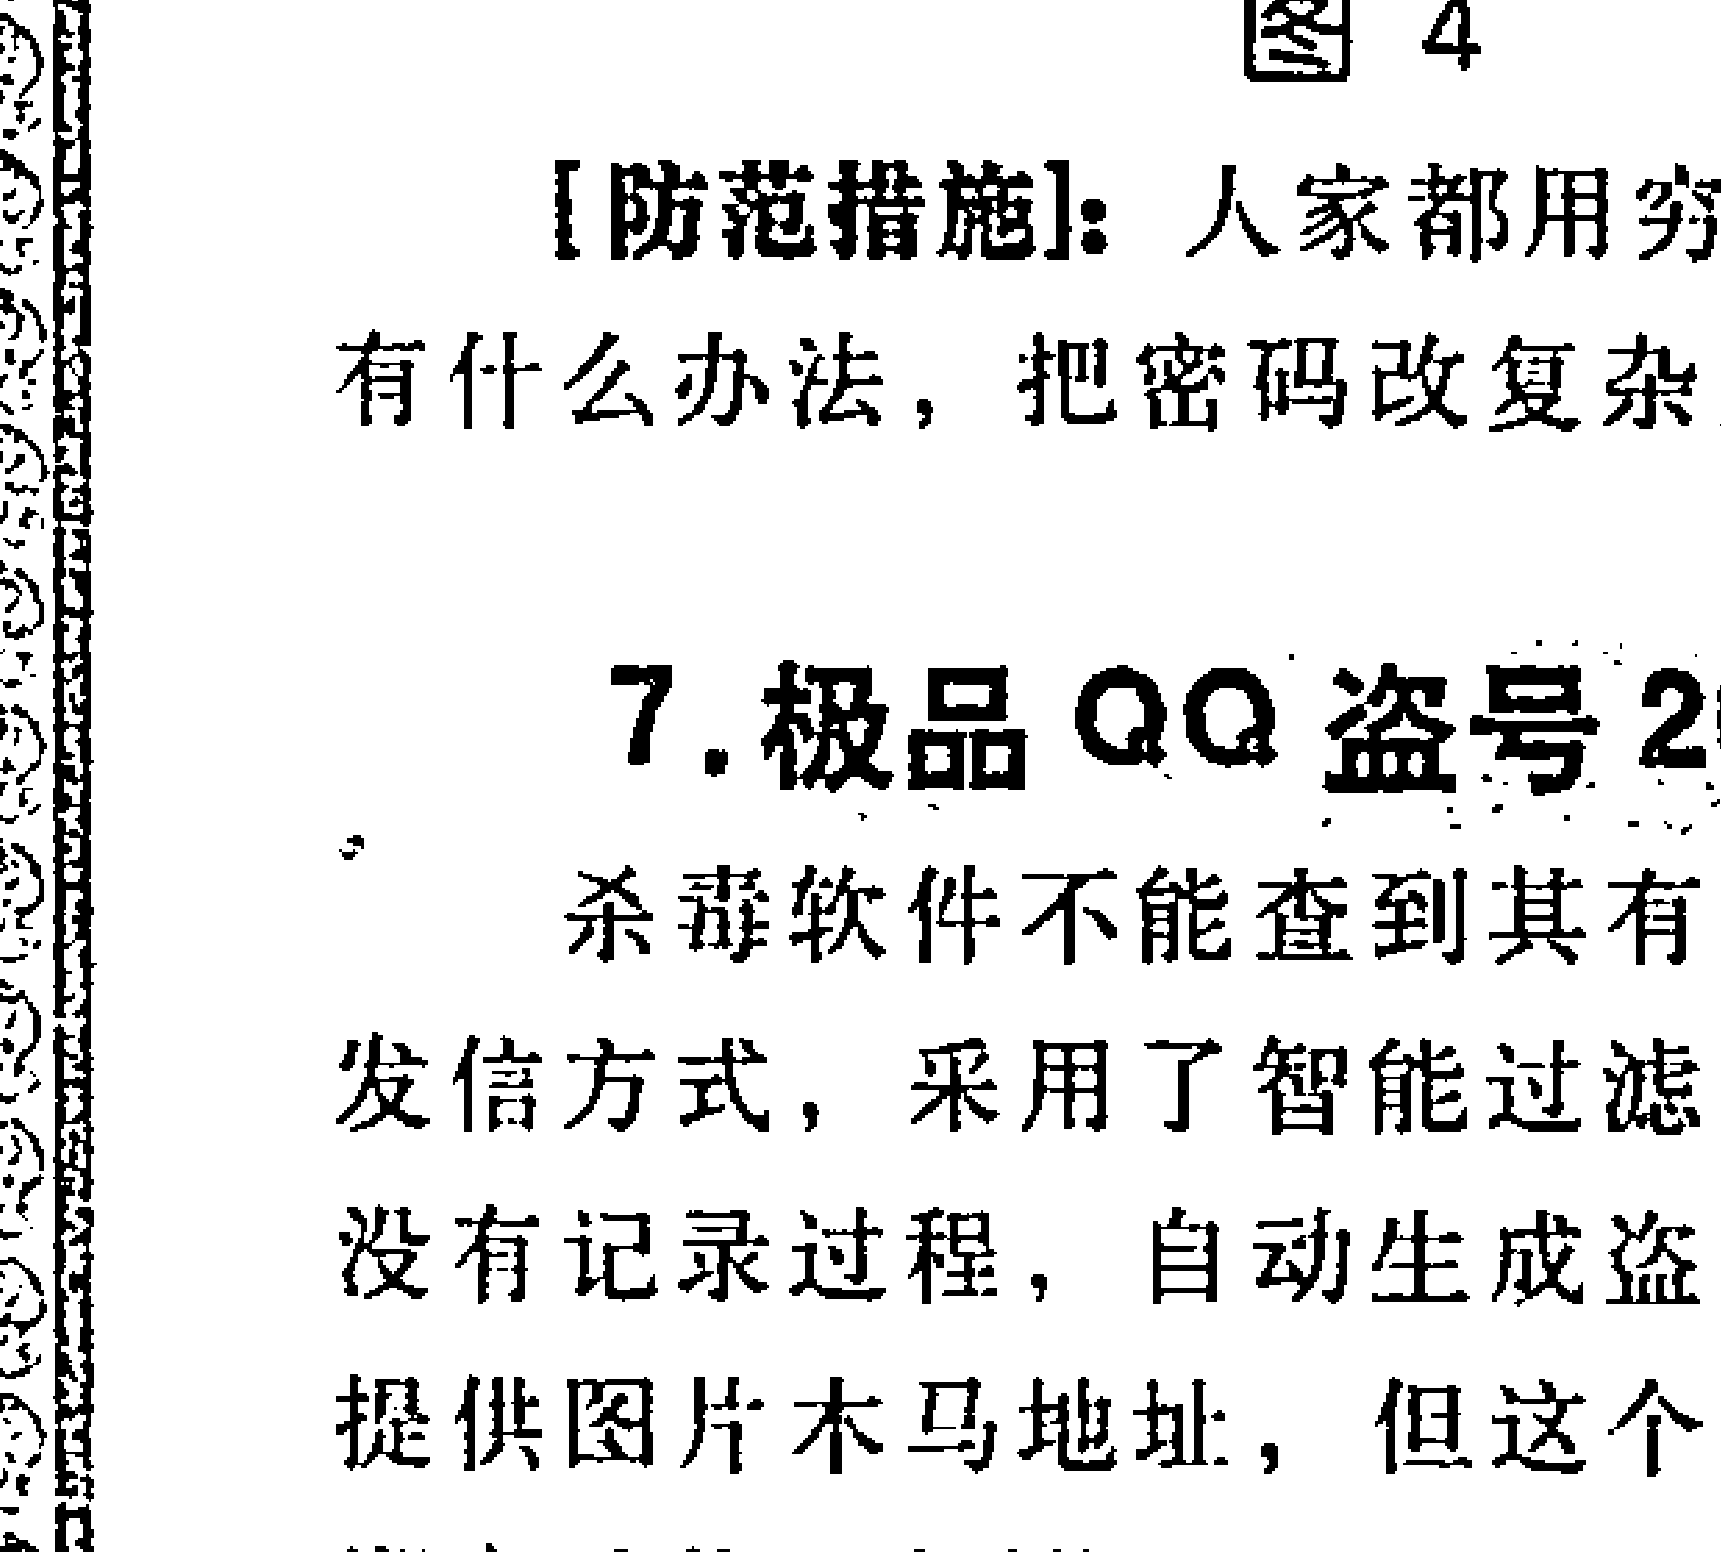 图 4
[防范措施]：人家都用穷
有什么办法，把密码改复杂
7.极品QQ盗号2
杀毒软件不能查到其有
发信方式，采用了智能过滤
没有记录过程，自动生成盗
提供图片木马地址，但这个